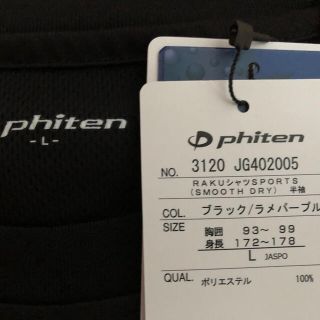 phiten
-L-
phiten
NO. 3120 JG402005
RAKUシャツSPORTS
(SMOOTH DRY) 半袖
COL. ブラック/ラメパープル
SIZE 胸囲 93~ 99
身長 172~178
L JASPO
QUAL. ポリエステル 100%